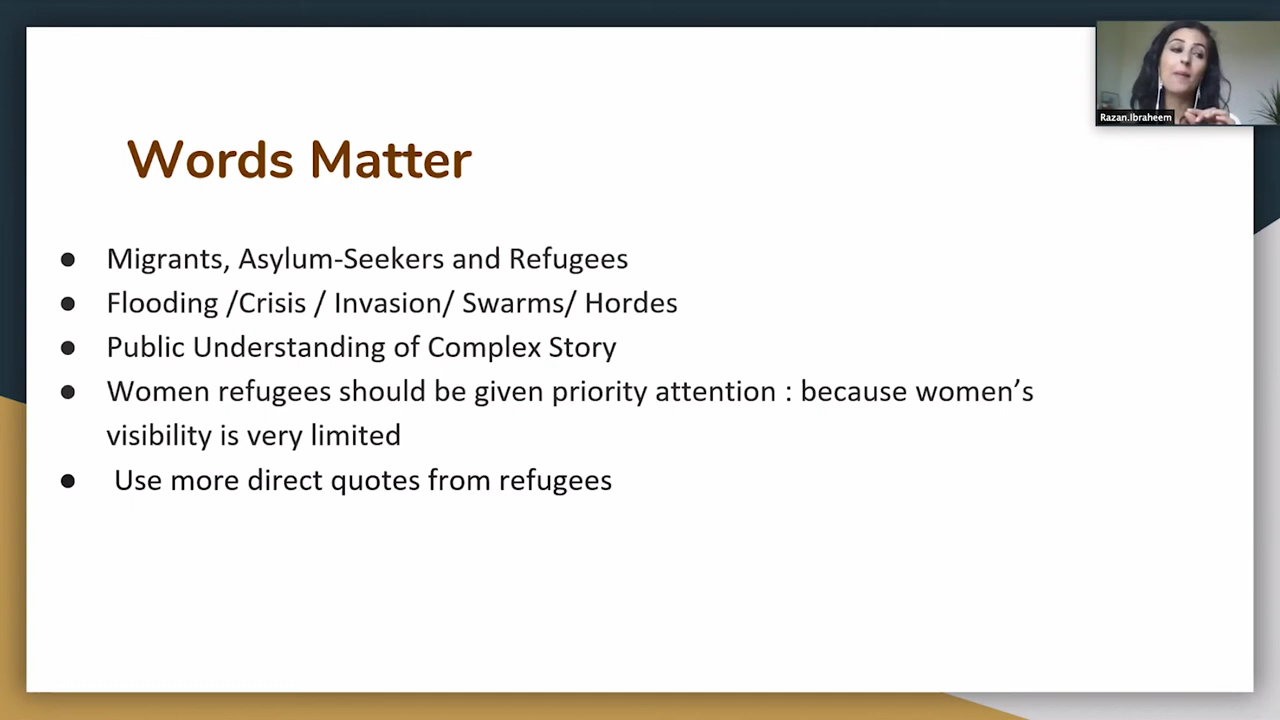 Razan.Ibraheem
Words Matter
● Migrants, Asylum-Seekers and Refugees
● Flooding /Crisis / Invasion/ Swarms/ Hordes
● Public Understanding of Complex Story
● Women refugees should be given priority attention : because women’s
visibility is very limited
● Use more direct quotes from refugees